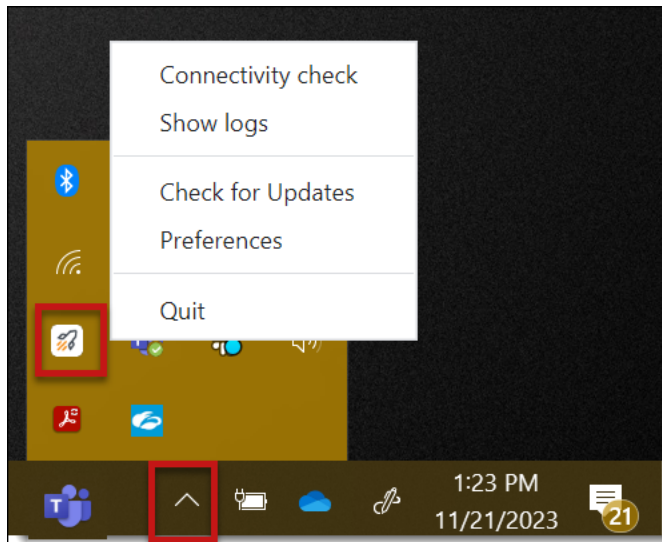 Connectivity check
Show logs
Check for Updates
Preferences
Quit
T
1:23 PM
11/21/2023
21